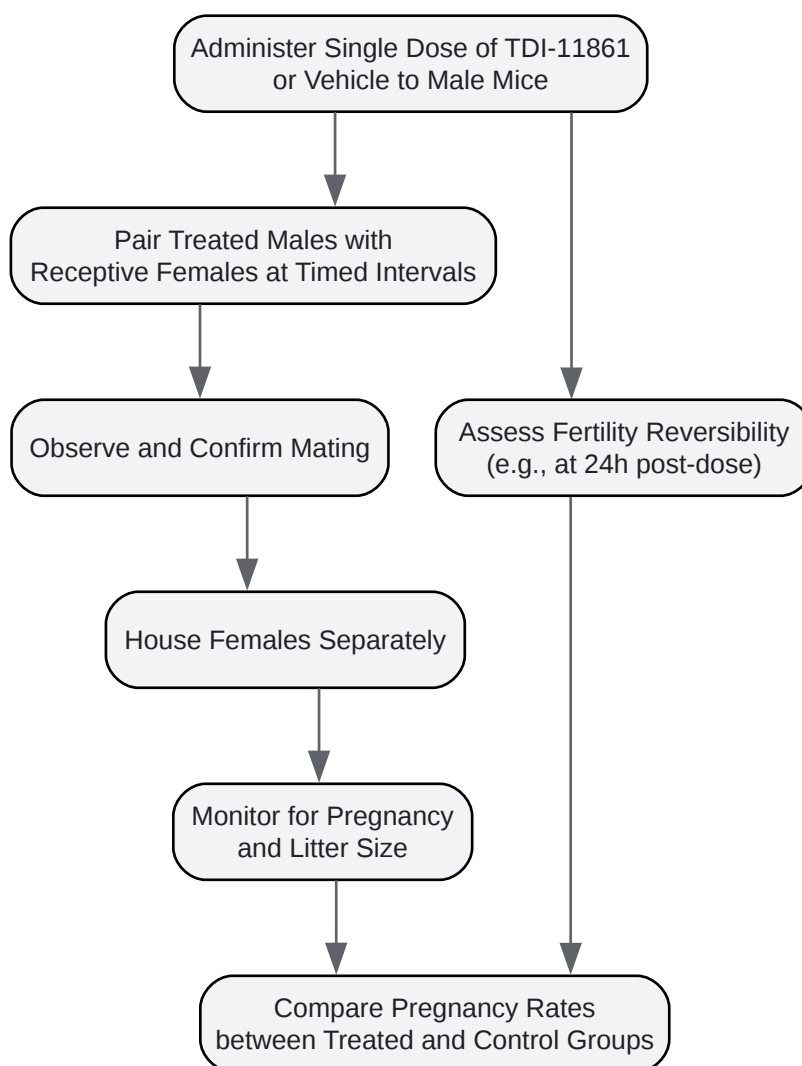 Administer Single Dose of TDI-11861
or Vehicle to Male Mice
Pair Treated Males with
Receptive Females at Timed Intervals
Observe and Confirm Mating
Assess Fertility Reversibility
(e.g., at 24h post-dose)
House Females Separately
Monitor for Pregnancy
and Litter Size
Compare Pregnancy Rates
between Treated and Control Groups